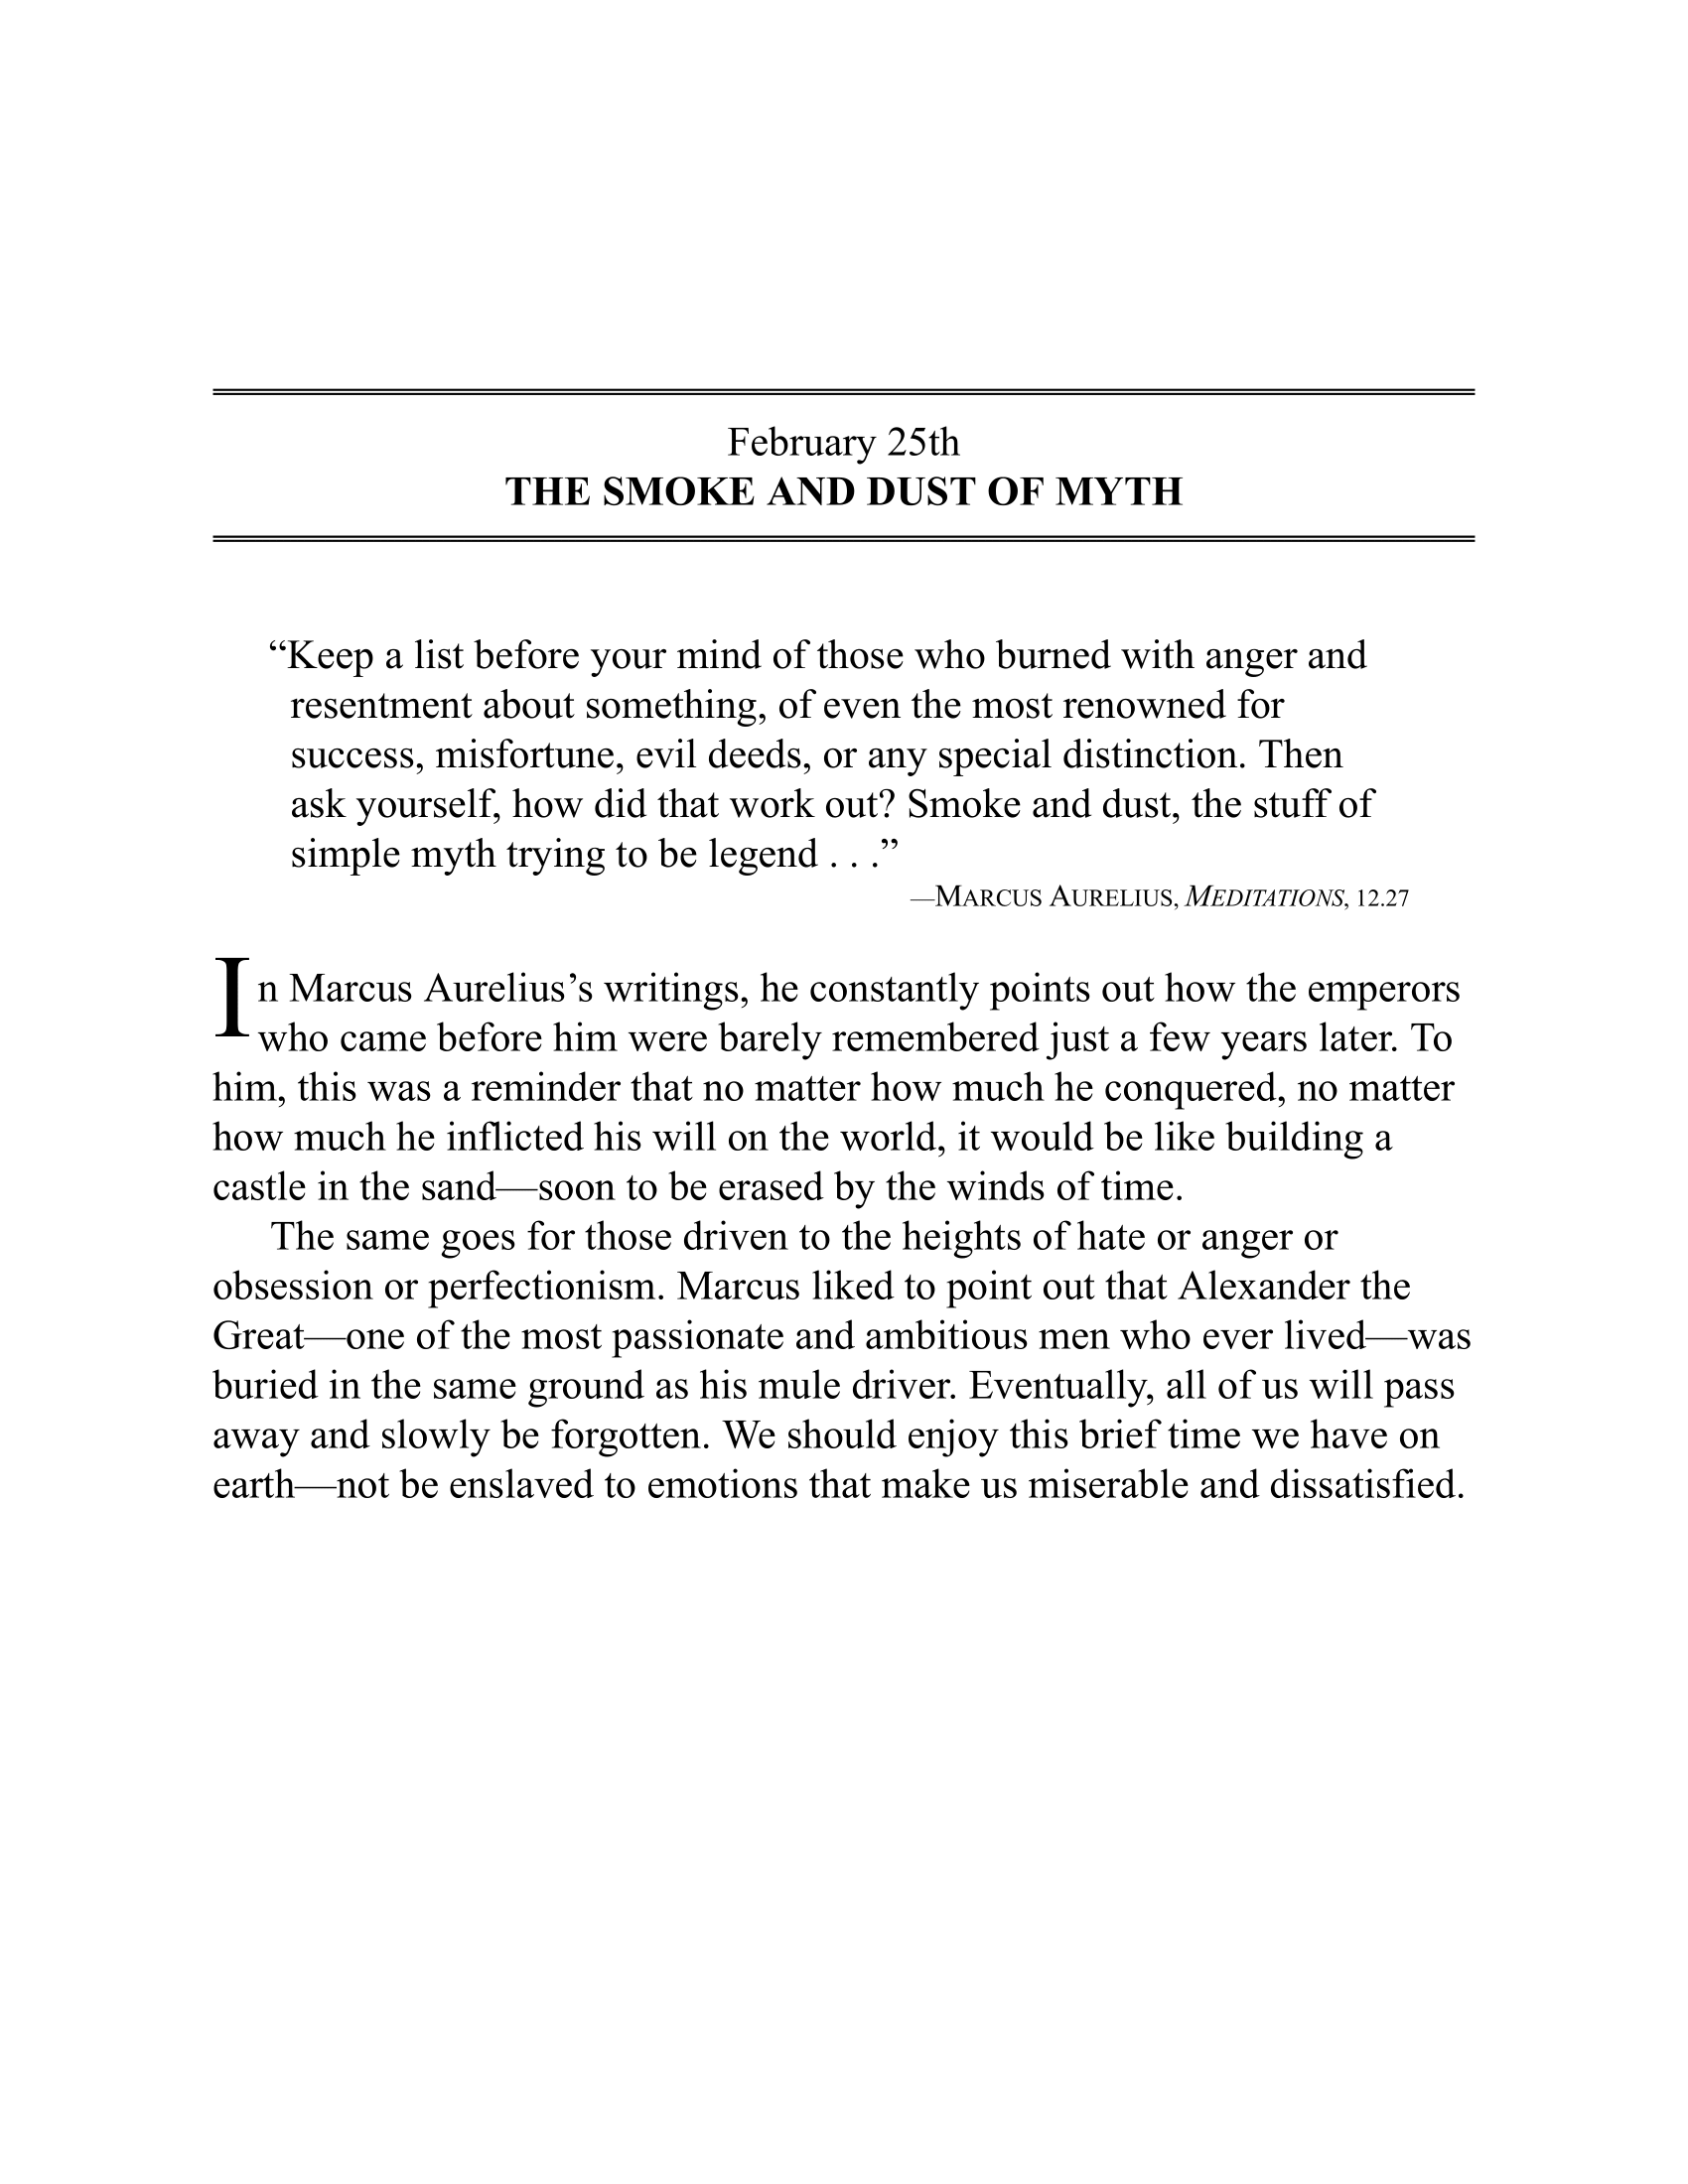 February 25th
THE SMOKE AND DUST OF MYTH
“Keep a list before your mind of those who burned with anger and
resentment about something, of even the most renowned for
success, misfortune, evil deeds, or any special distinction. Then
ask yourself, how did that work out? Smoke and dust, the stuff of
simple myth trying to be legend . . .”
—MARCUS AURELIUS, MEDITATIONS, 12.27
In Marcus Aurelius’s writings, he constantly points out how the emperors
who came before him were barely remembered just a few years later. To
him, this was a reminder that no matter how much he conquered, no matter
how much he inflicted his will on the world, it would be like building a
castle in the sand—soon to be erased by the winds of time.
The same goes for those driven to the heights of hate or anger or
obsession or perfectionism. Marcus liked to point out that Alexander the
Great—one of the most passionate and ambitious men who ever lived—was
buried in the same ground as his mule driver. Eventually, all of us will pass
away and slowly be forgotten. We should enjoy this brief time we have on
earth—not be enslaved to emotions that make us miserable and dissatisfied.